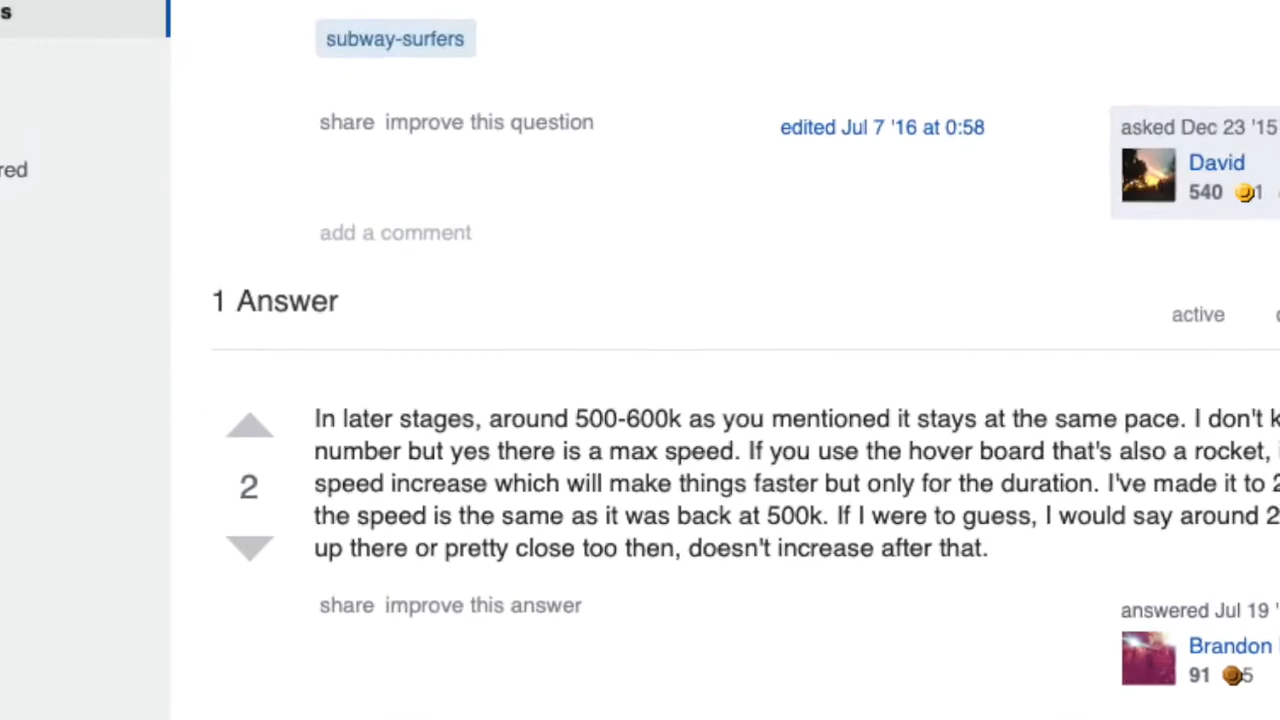 s
subway-surfers
share improve this question
edited Jul 7 '16 at 0:58
asked Dec 23 '15
David
540 1
red
add a comment
1 Answer
active
In later stages, around 500-600k as you mentioned it stays at the same pace. I don't k
number but yes there is a max speed. If you use the hover board that's also a rocket,
speed increase which will make things faster but only for the duration. I've made it to 2
the speed is the same as it was back at 500k. If I were to guess, I would say around 2
up there or pretty close too then, doesn't increase after that.
2
share improve this answer
answered Jul 19 '
Brandon
91 5